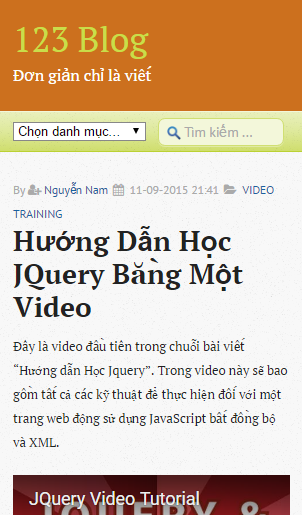 123 Blog
Đơn giản chỉ là viết
Chọn danh mục...
Tìm kiếm ...
By Nguyễn Nam 11-09-2015 21:41 VIDEO
TRAINING
Hướng Dẫn Học
JQuery Bằng Một
Video
Đây là video đầu tiên trong chuỗi bài viết
“Hướng dẫn Học Jquery”. Trong video này sẽ bao
gồm tất cả các kỹ thuật để thực hiện đối với một
trang web động sử dụng JavaScript bất đồng bộ
và XML.
JQuery Video Tutorial